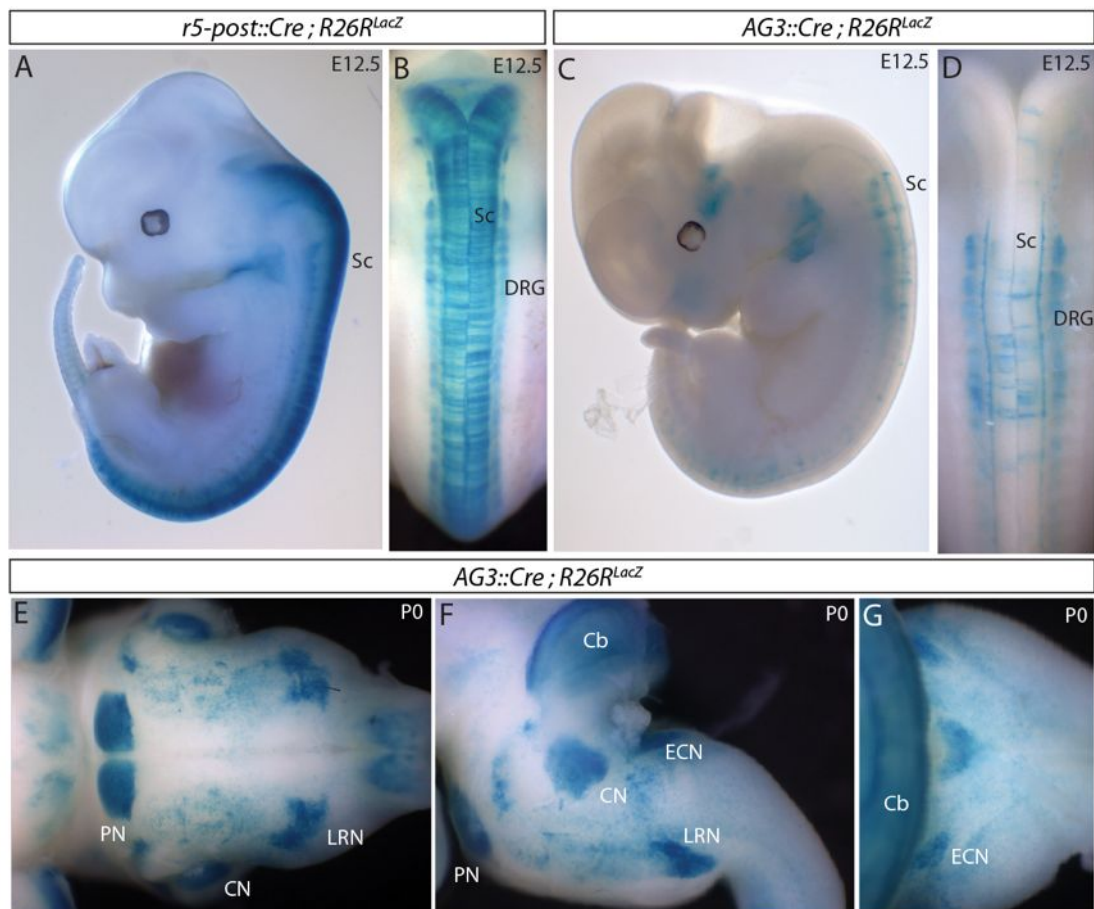 r5-post::Cre ; R26R^LacZ
AG3::Cre ; R26R^LacZ
A
E12.5
Sc
B
E12.5
Sc
DRG
C
E12.5
Sc
D
E12.5
Sc
DRG
AG3::Cre ; R26R^LacZ
E
P0
PN
LRN
CN
F
Cb
ECN
CN
LRN
PN
G
P0
Cb
ECN